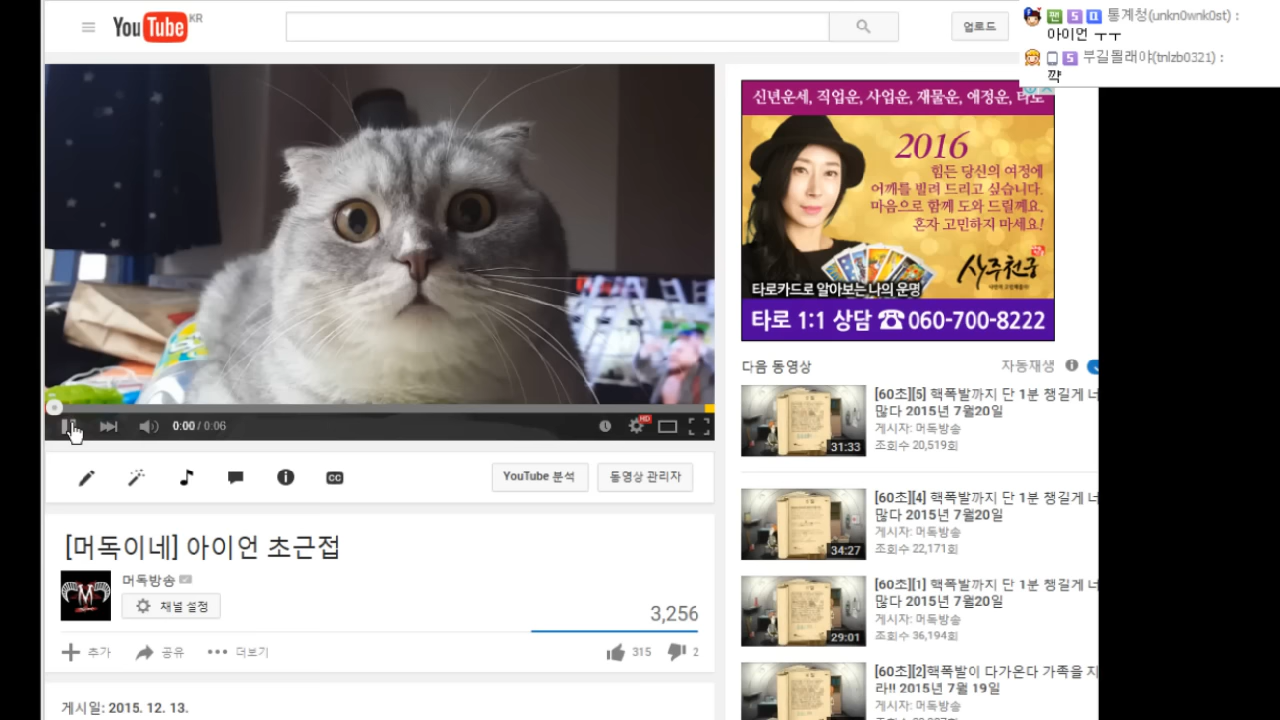 YouTube KR
업로드
팬 S 통계청(unkn0wnk0st) :
아이언 ㅜㅜ
S 부길뫌래야(tnlzb0321) :
꺅
신년운세, 직업운, 사업운, 재물운, 애정운, 타로
2016
힘든 당신의 여정에
어깨를 빌려 드리고 싶습니다.
마음으로 함께 도와 드릴께요.
혼자 고민하지 마세요!
사주천궁
타로카드로 알아보는 나의 운명
타로 1:1 상담 ☎060-700-8222
0:00 / 0:06
HD
CC
YouTube 분석
동영상 관리자
[머독이네] 아이언 초근접
머독방송
채널 설정
3,256
추가
공유
더보기
315
2
게시일: 2015. 12. 13.
다음 동영상
자동재생
[60초][5] 핵폭발까지 단 1분 챙길게 너
많다 2015년 7월20일
게시자: 머독방송
조회수 20,519회
31:33
[60초][4] 핵폭발까지 단 1분 챙길게 너
많다 2015년 7월20일
게시자: 머독방송
조회수 22,171회
34:27
[60초][1] 핵폭발까지 단 1분 챙길게 너
많다 2015년 7월20일
게시자: 머독방송
조회수 36,194회
29:01
[60초][2]핵폭발이 다가온다 가족을 지
라!! 2015년 7월 19일
게시자: 머독방송